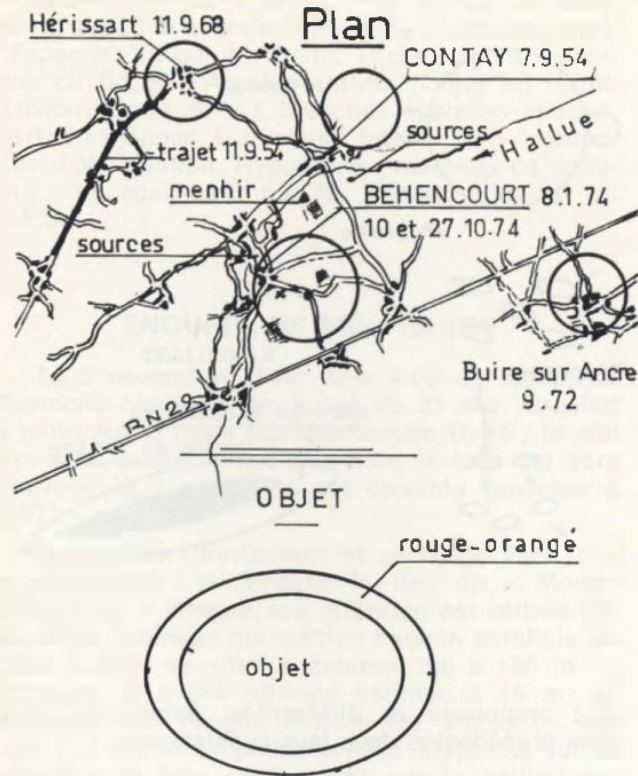 Plan
Hérissart 11.9.68
CONTAY 7.9.54
sources
Hallue
trajet 11.9.54
menhir
BEHENCOURT 8.1.74
10 et. 27.10.74
sources
Buire sur Ancre
9.72
RN29
OBJET
rouge-orangé
objet